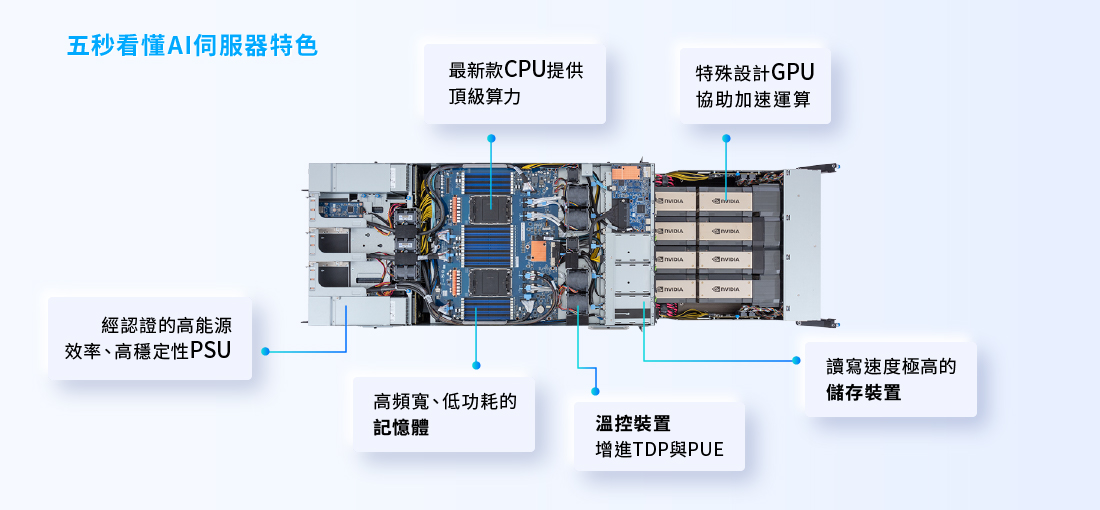 五秒看懂AI伺服器特色
最新款CPU提供
頂級算力
特殊設計GPU
協助加速運算
NVIDIA
NVIDIA
NVIDIA
NVIDIA
NVIDIA
NVIDIA
NVIDIA
NVIDIA
經認證的高能源
效率、高穩定性PSU
高頻寬、低功耗的
記憶體
溫控裝置
增進TDP與PUE
讀寫速度極高的
儲存裝置